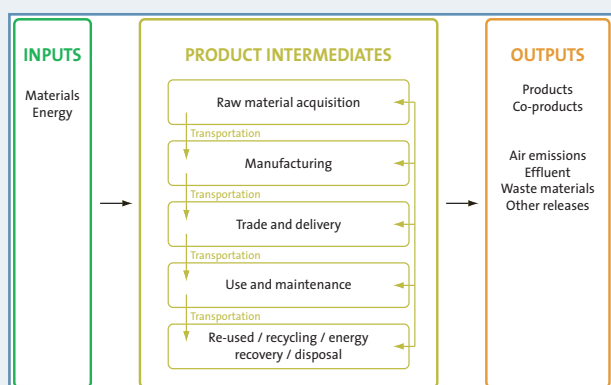 INPUTS
Materials
Energy
PRODUCT INTERMEDIATES
Raw material acquisition
Transportation
Manufacturing
Transportation
Trade and delivery
Transportation
Use and maintenance
Transportation
Re-used / recycling / energy
recovery / disposal
OUTPUTS
Products
Co-products
Air emissions
Effluent
Waste materials
Other releases